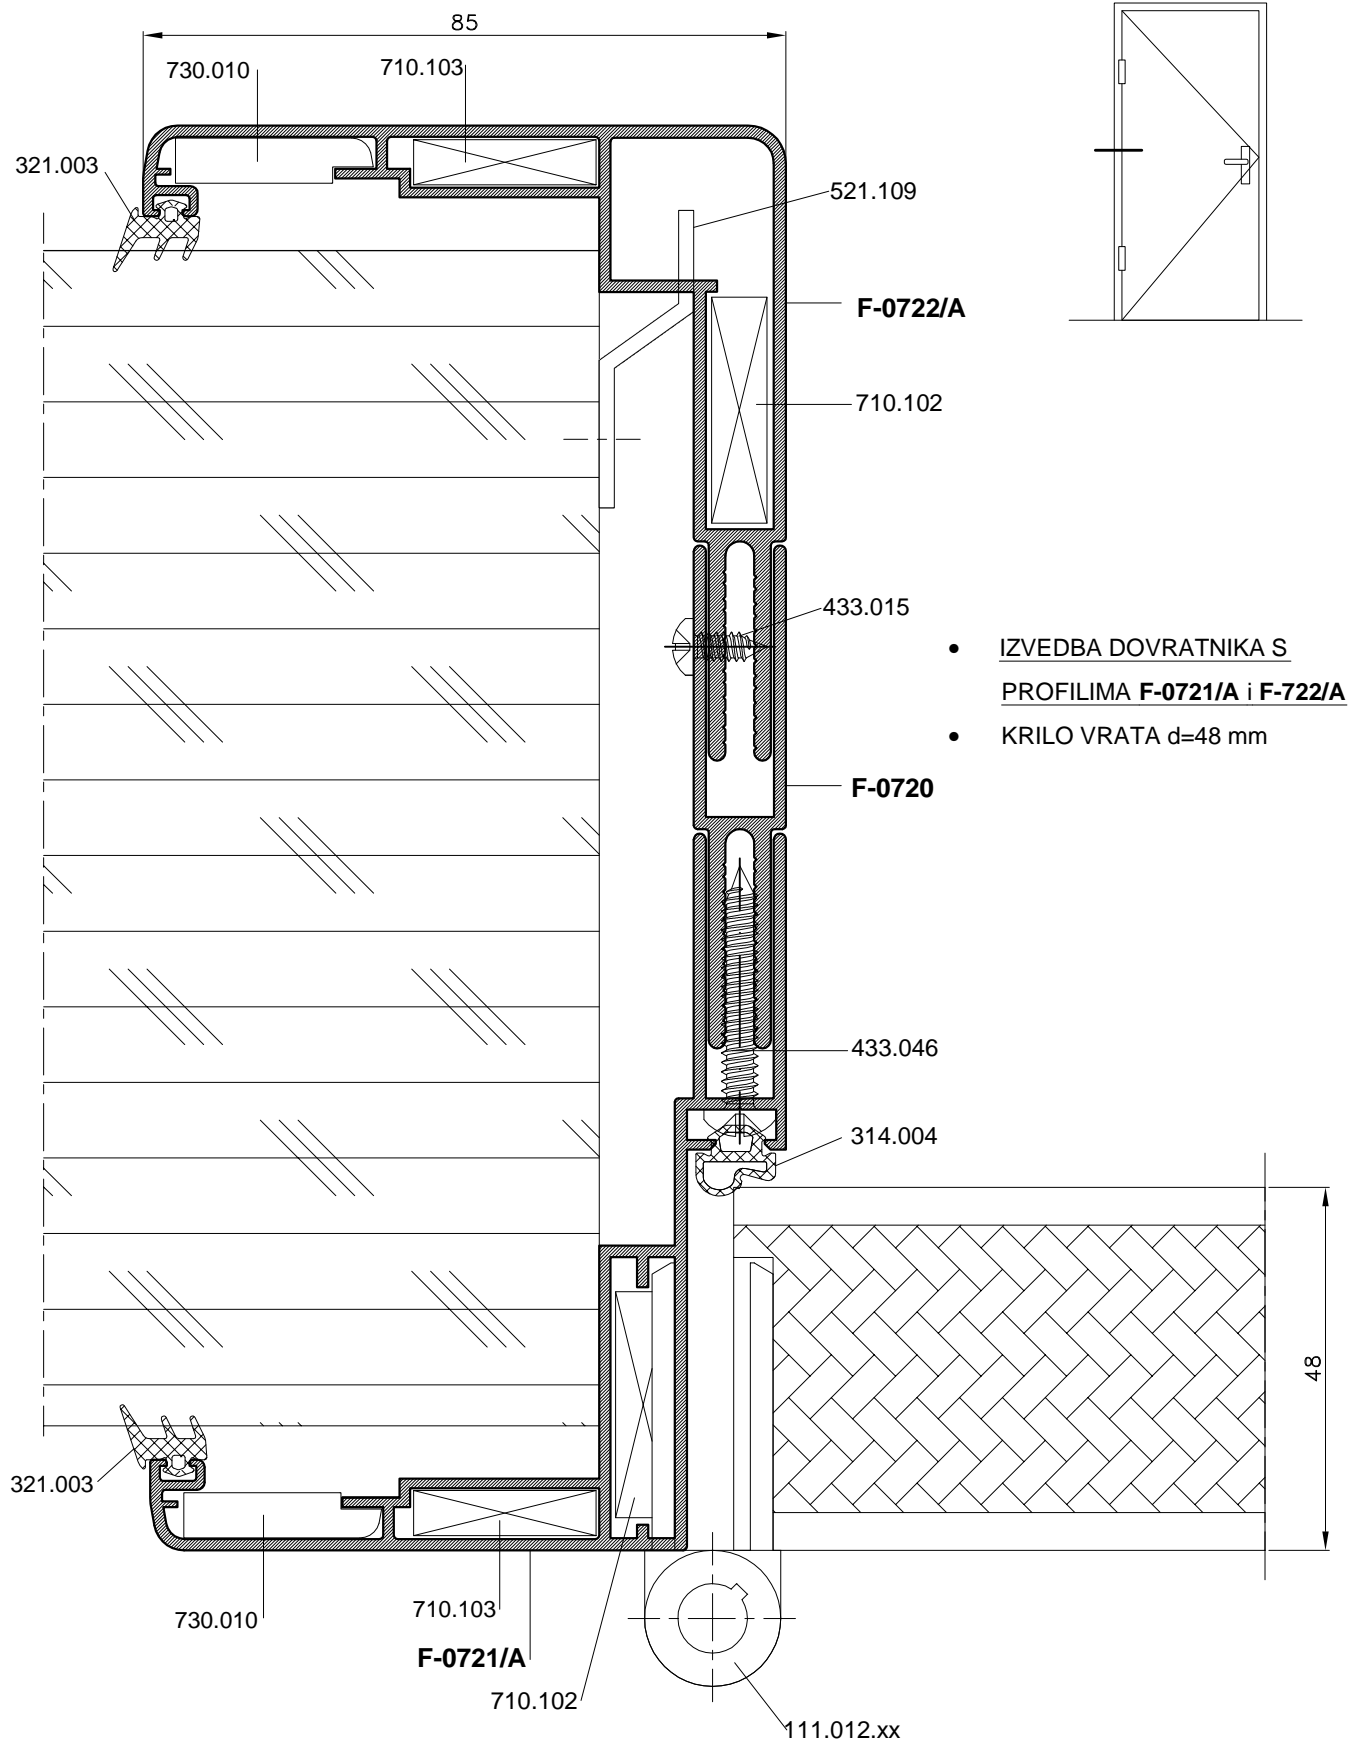 85
730.010
710.103
321.003
521.109
F-0722/A
710.102
433.015
• IZVEDBA DOVRATNIKA S
PROFILIMA F-0721/A i F-722/A
• KRILO VRATA d=48 mm
F-0720
433.046
314.004
48
321.003
730.010
710.103
F-0721/A
710.102
111.012.xx